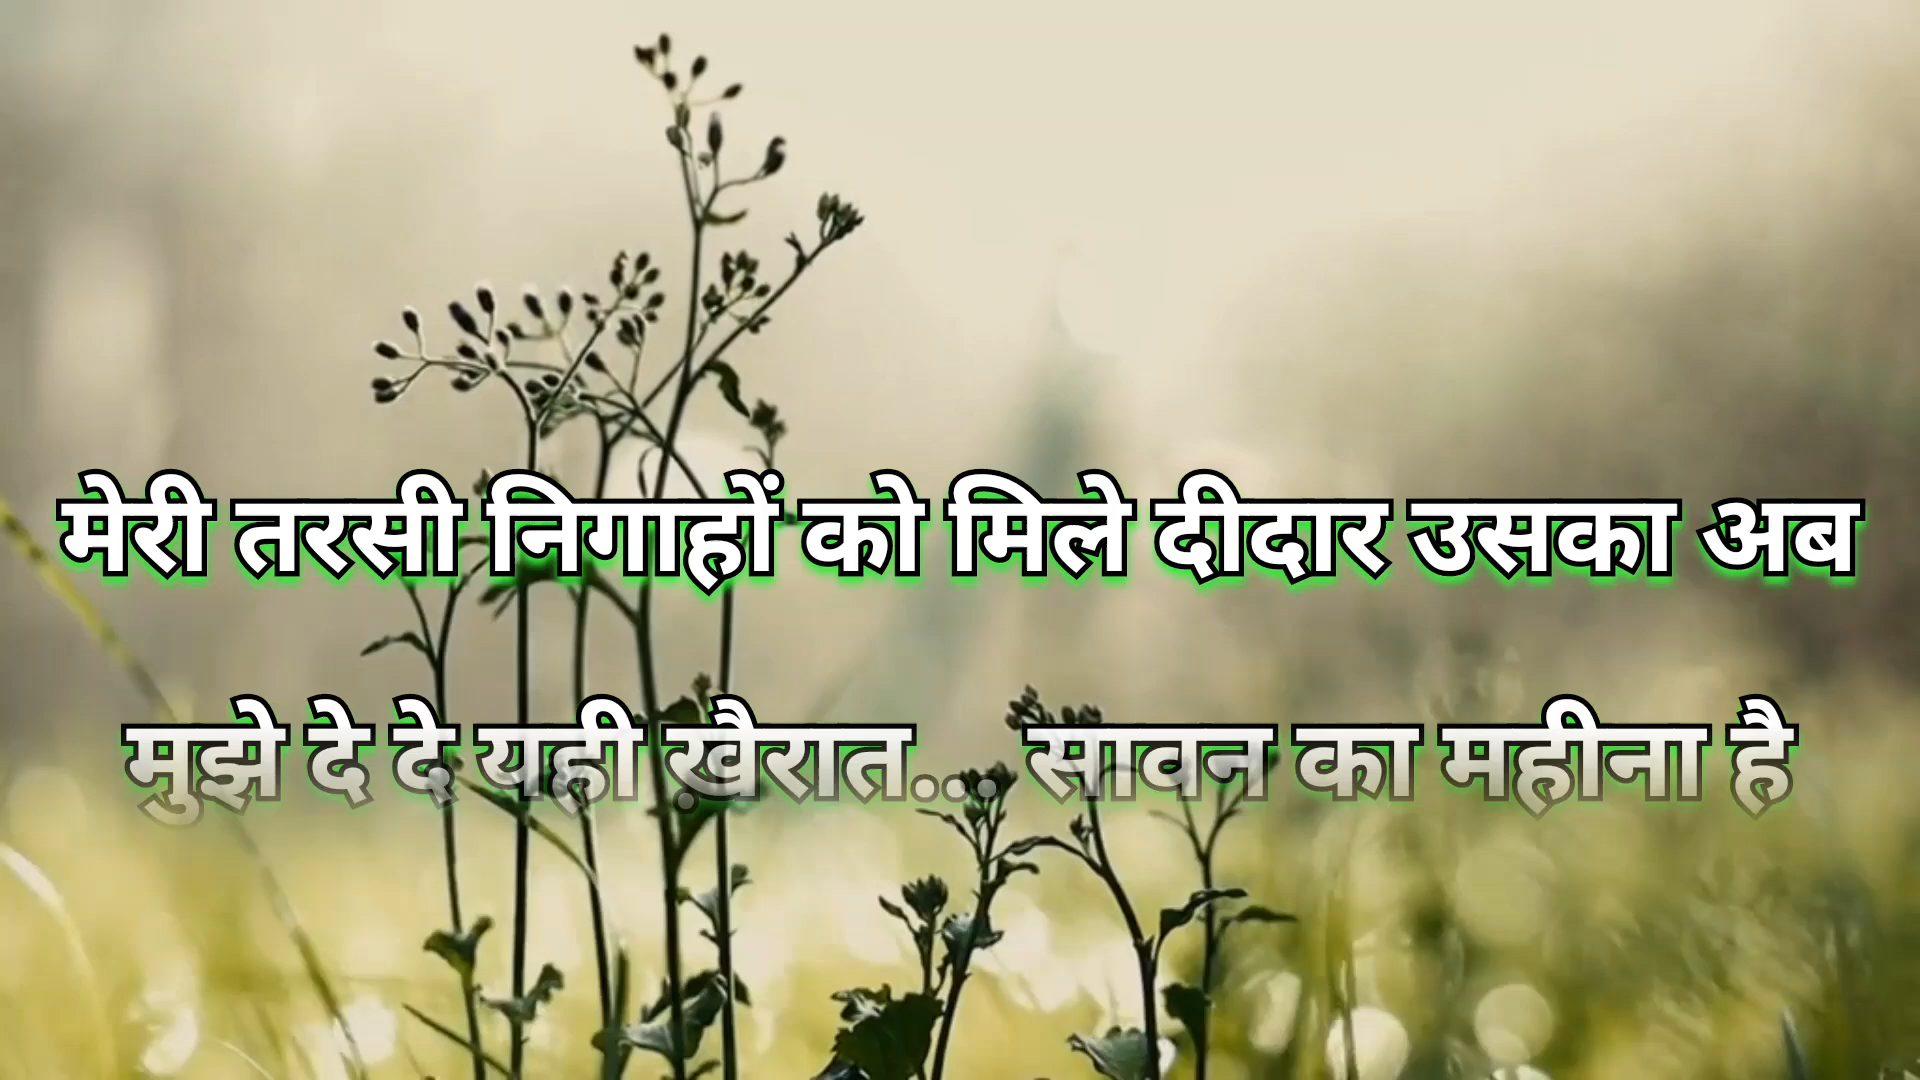 मेरी तरसी निगाहों को मिले दीदार उसका अब
मुझे दे दे यही ख़ैरात... सावन का महीना है